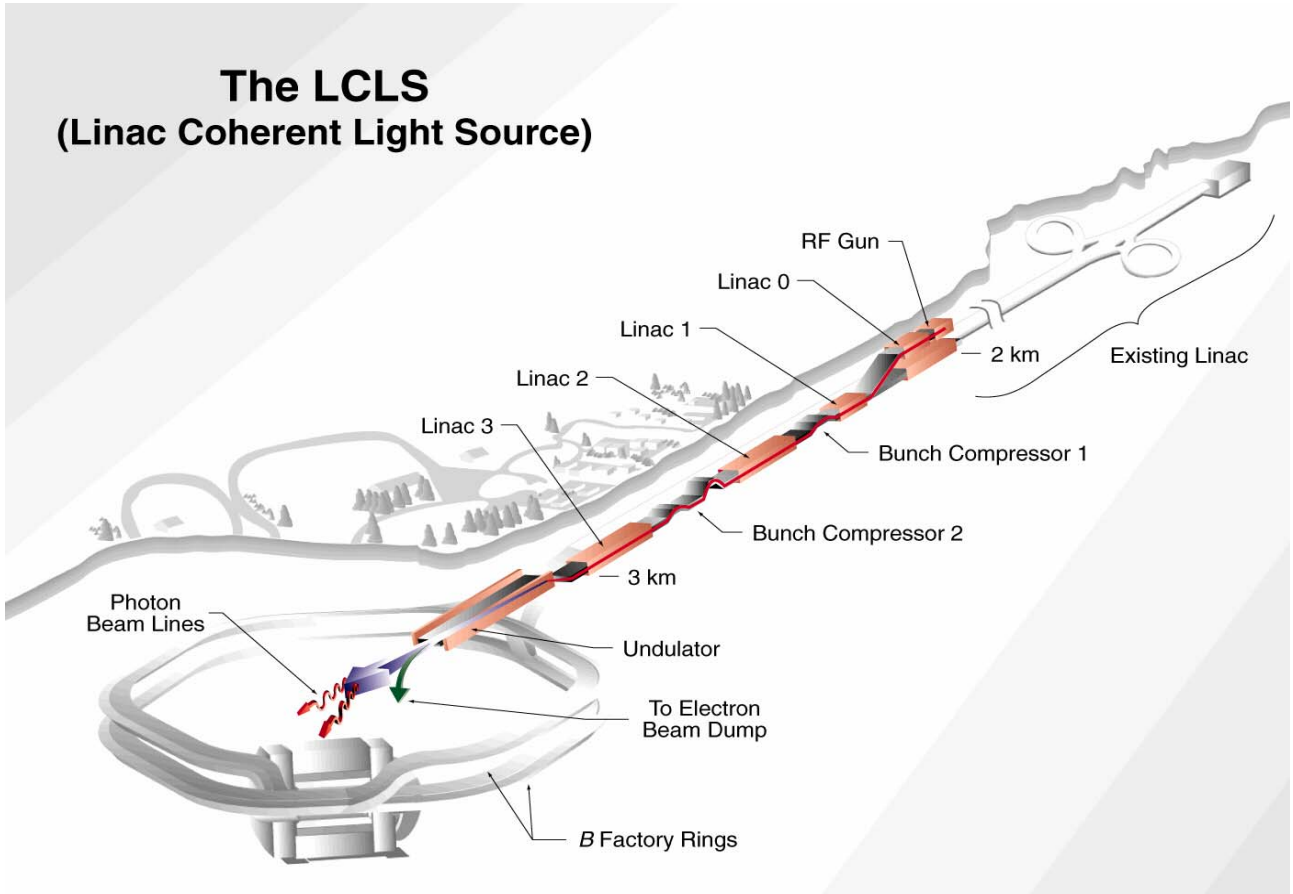 The LCLS
(Linac Coherent Light Source)
RF Gun
Linac 0
Linac 1
Linac 2
Linac 3
2 km
Existing Linac
Bunch Compressor 1
Bunch Compressor 2
3 km
Photon
Beam Lines
Undulator
To Electron
Beam Dump
B Factory Rings